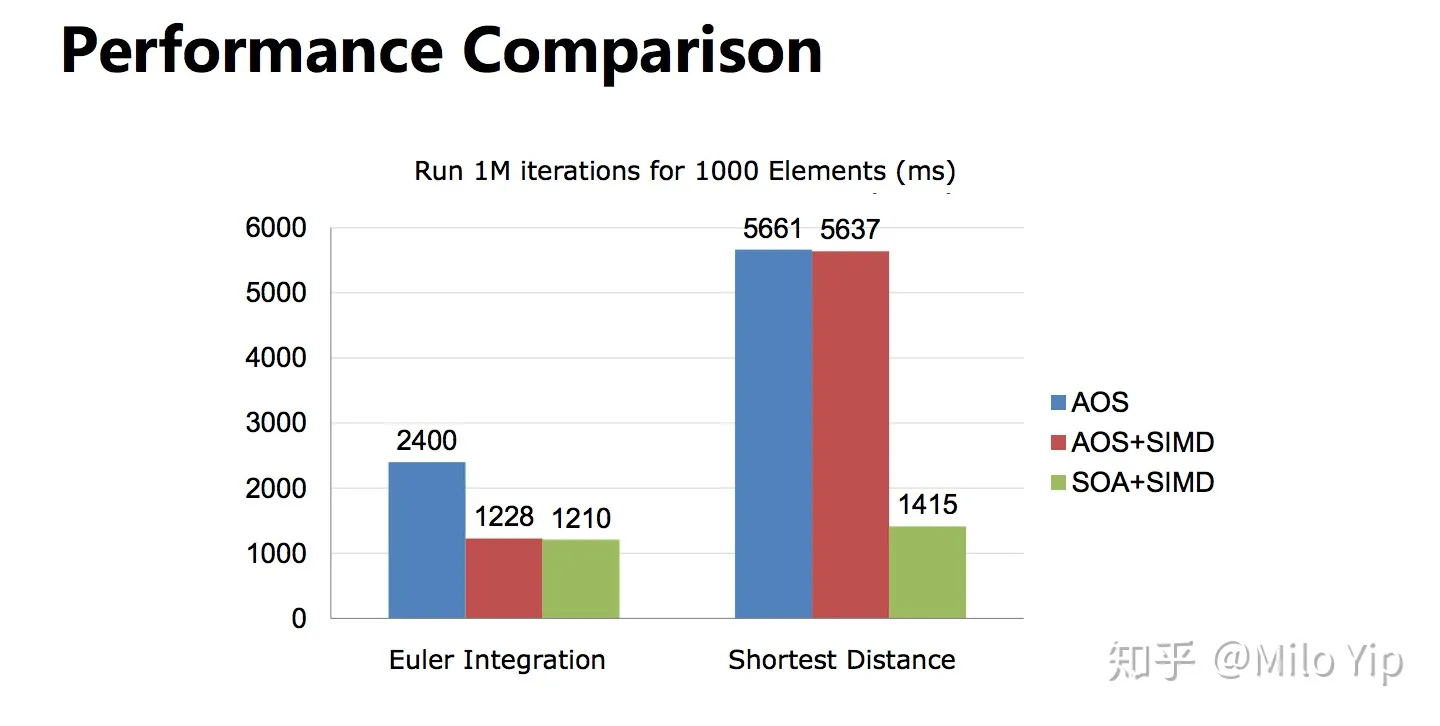 Performance Comparison
Run 1M iterations for 1000 Elements (ms)
6000
5000
4000
3000
2000
1000
0
2400
1228
1210
5661
5637
1415
Euler Integration
Shortest Distance
AOS
AOS+SIMD
SOA+SIMD
知乎 @Milo Yip